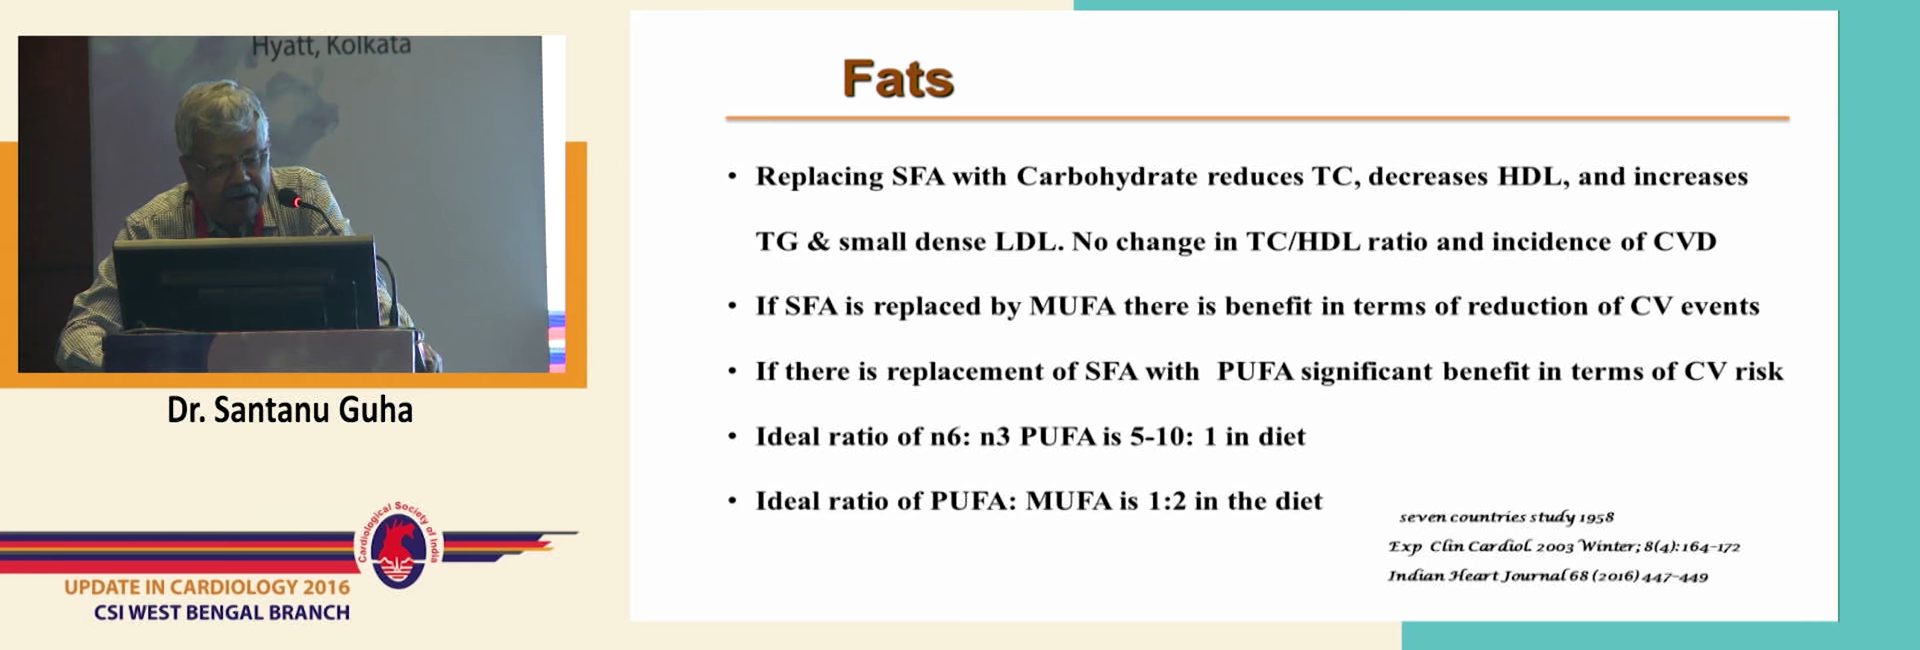 Hyatt, Kolkata
Dr. Santanu Guha
Cardiological Society of India
UPDATE IN CARDIOLOGY 2016
CSI WEST BENGAL BRANCH
Fats
• Replacing SFA with Carbohydrate reduces TC, decreases HDL, and increases
TG & small dense LDL. No change in TC/HDL ratio and incidence of CVD
• If SFA is replaced by MUFA there is benefit in terms of reduction of CV events
• If there is replacement of SFA with PUFA significant benefit in terms of CV risk
• Ideal ratio of n6: n3 PUFA is 5-10: 1 in diet
• Ideal ratio of PUFA: MUFA is 1:2 in the diet
seven countries study 1958
Exp Clin Cardiol. 2003 Winter; 8(4): 164-172
Indian Heart Journal 68 (2016) 447-449